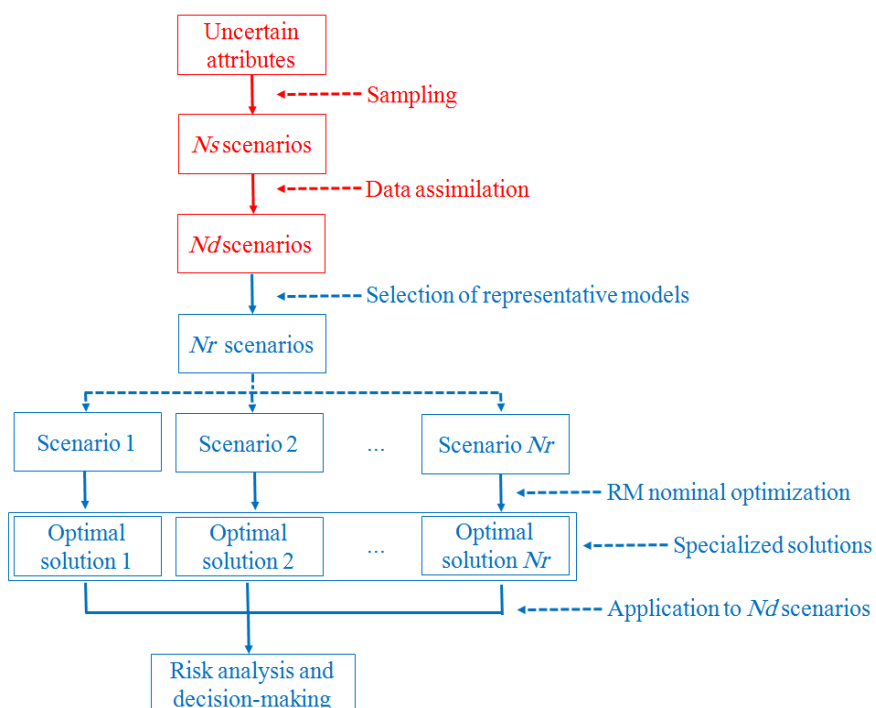 Uncertain
attributes
Sampling
Ns scenarios
Data assimilation
Nd scenarios
Selection of representative models
Nr scenarios
Scenario 1
Scenario 2
...
Scenario Nr
RM nominal optimization
Optimal
solution 1
Optimal
solution 2
...
Optimal
solution Nr
Specialized solutions
Application to Nd scenarios
Risk analysis and
decision-making